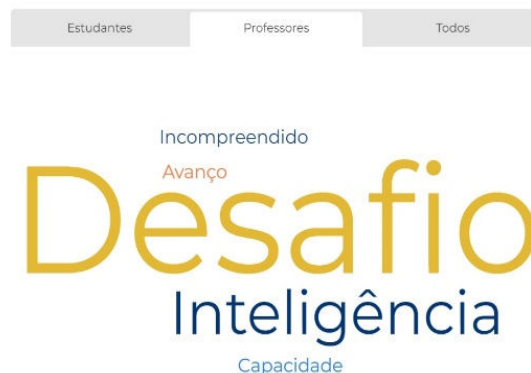 Estudantes Professores Todos
Incompreendido
Avanço
Desafio
Inteligência
Capacidade